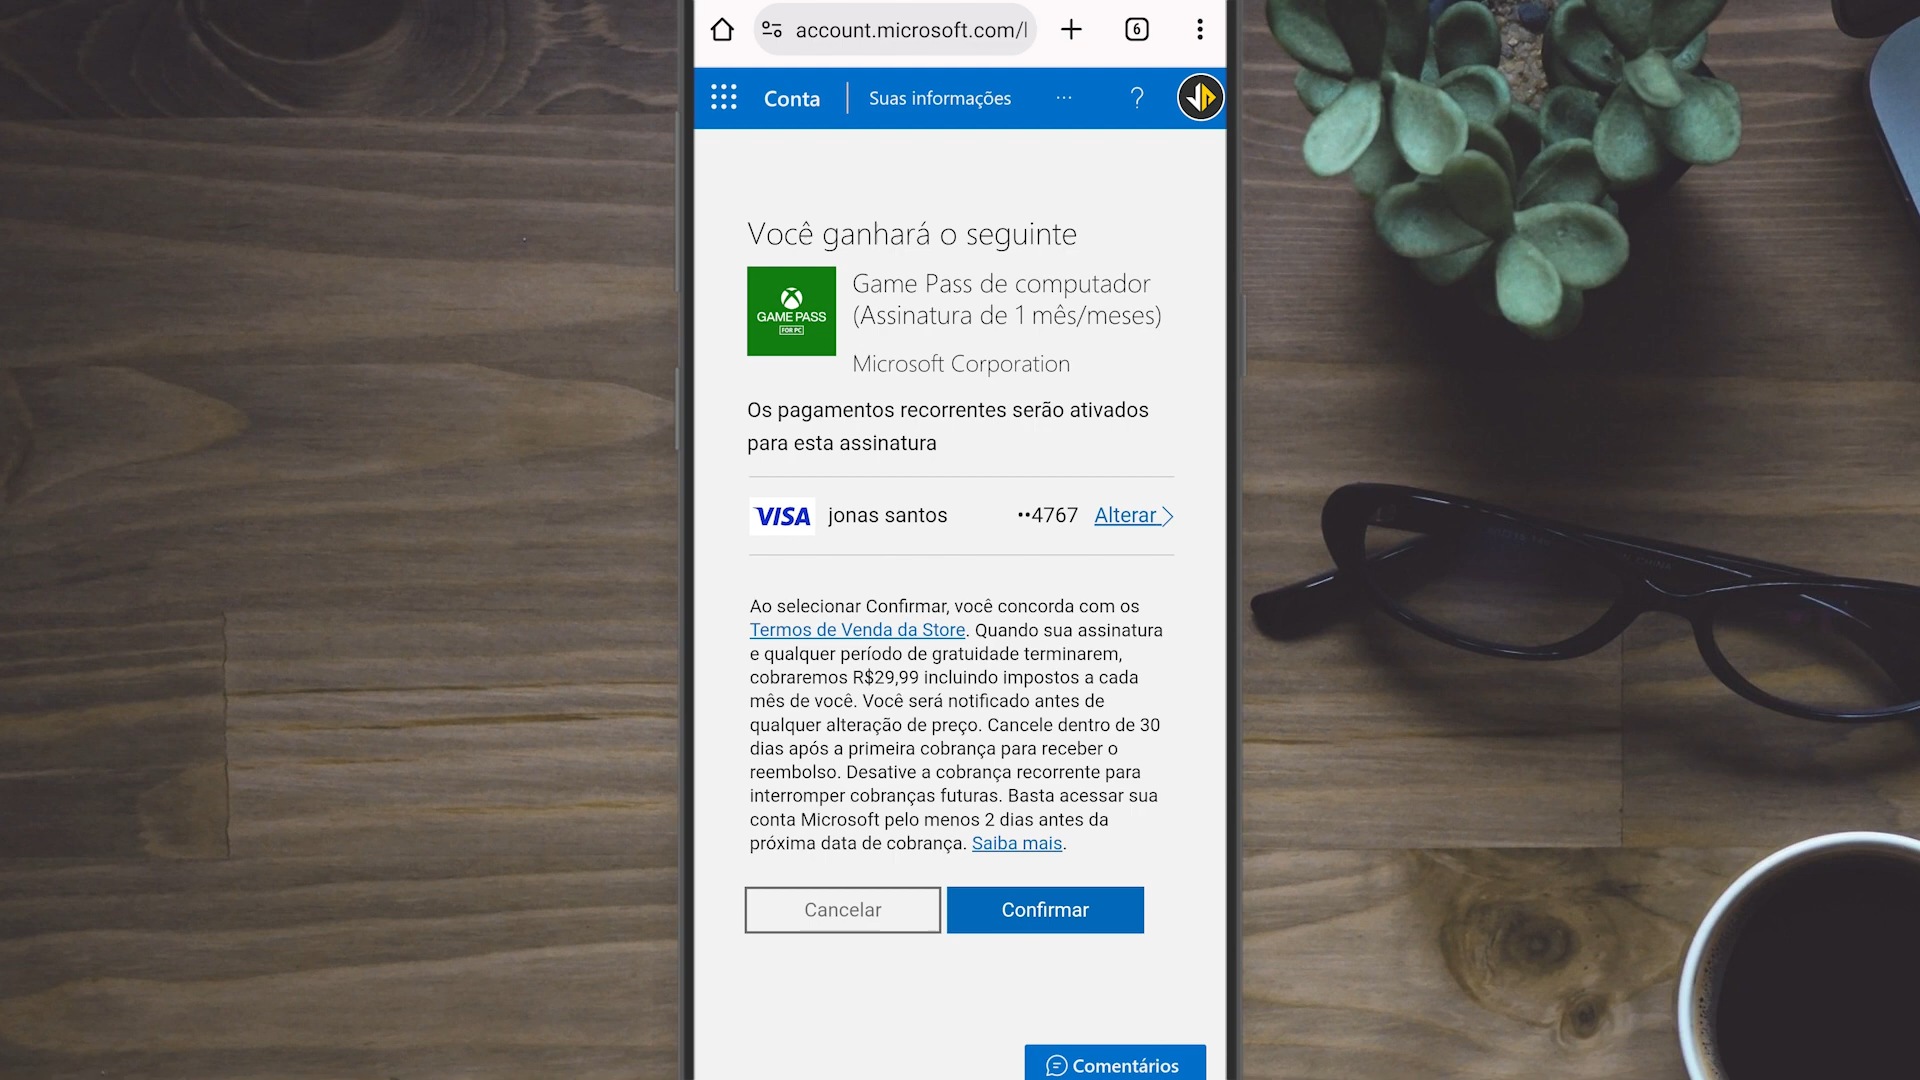 account.microsoft.com/
6
Conta
Suas informações
...
?
Você ganhará o seguinte
GAME PASS
FOR PC
Game Pass de computador
(Assinatura de 1 mês/meses)
Microsoft Corporation
Os pagamentos recorrentes serão ativados
para esta assinatura
VISA jonas santos ••4767 Alterar
Ao selecionar Confirmar, você concorda com os
Termos de Venda da Store. Quando sua assinatura
e qualquer período de gratuidade terminarem,
cobraremos R$29,99 incluindo impostos a cada
mês de você. Você será notificado antes de
qualquer alteração de preço. Cancele dentro de 30
dias após a primeira cobrança para receber o
reembolso. Desative a cobrança recorrente para
interromper cobranças futuras. Basta acessar sua
conta Microsoft pelo menos 2 dias antes da
próxima data de cobrança. Saiba mais.
Cancelar
Confirmar
Comentários